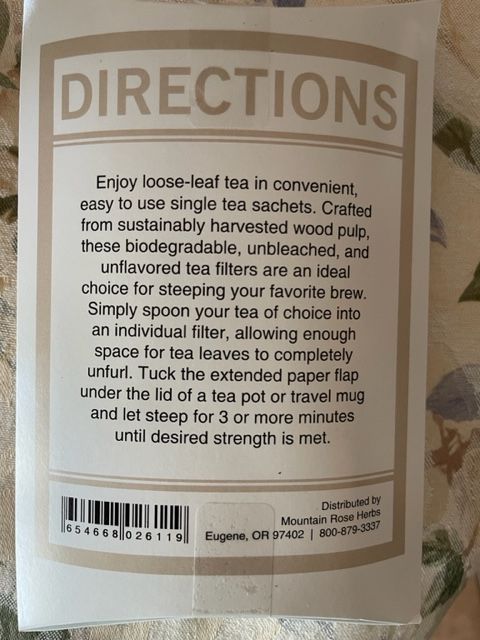 DIRECTIONS
Enjoy loose-leaf tea in convenient,
easy to use single tea sachets. Crafted
from sustainably harvested wood pulp,
these biodegradable, unbleached, and
unflavored tea filters are an ideal
choice for steeping your favorite brew.
Simply spoon your tea of choice into
an individual filter, allowing enough
space for tea leaves to completely
unfurl. Tuck the extended paper flap
under the lid of a tea pot or travel mug
and let steep for 3 or more minutes
until desired strength is met.
6 54668 02611 9
Distributed by
Mountain Rose Herbs
Eugene, OR 97402 | 800-879-3337